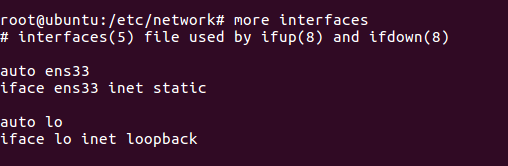 root@ubuntu:/etc/network# more interfaces
# interfaces(5) file used by ifup(8) and ifdown(8)
auto ens33
iface ens33 inet static
auto lo
iface lo inet loopback